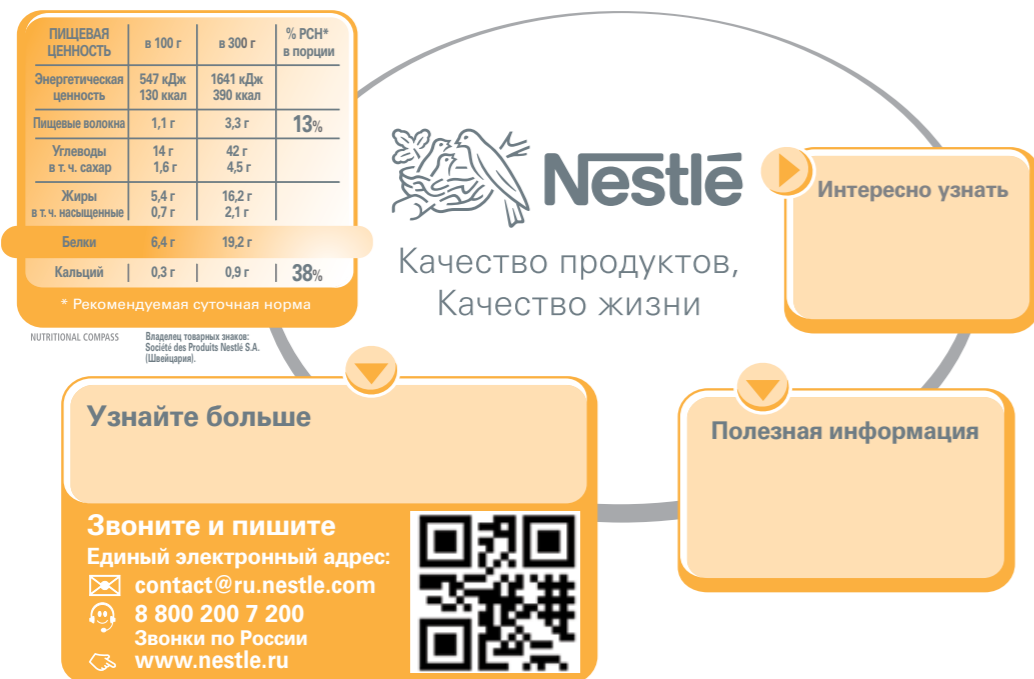 ПИЩЕВАЯ ЦЕННОСТЬ | в 100 г | в 300 г | % РСН* в порции
Энергетическая ценность | 547 кДж 130 ккал | 1641 кДж 390 ккал
Пищевые волокна | 1,1 г | 3,3 г | 13%
Углеводы в т. ч. сахар | 14 г 1,6 г | 42 г 4,5 г
Жиры в т. ч. насыщенные | 5,4 г 0,7 г | 16,2 г 2,1 г
Белки | 6,4 г | 19,2 г
Кальций | 0,3 г | 0,9 г | 38%
* Рекомендуемая суточная норма
NUTRITIONAL COMPASS
Владелец товарных знаков:
Société des Produits Nestlé S.A.
(Швейцария).
Nestlé
Качество продуктов,
Качество жизни
Интересно узнать
Полезная информация
Узнайте больше
Звоните и пишите
Единый электронный адрес:
contact@ru.nestle.com
8 800 200 7 200
Звонки по России
www.nestle.ru